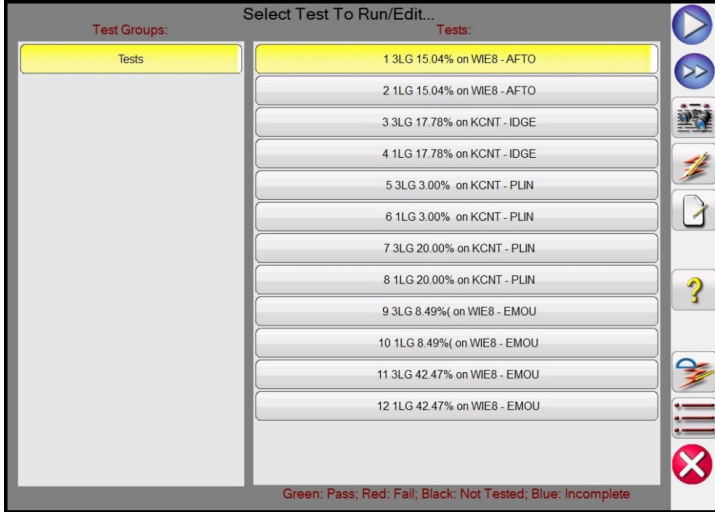 Select Test To Run/Edit...
Test Groups:
Tests:
Tests
1 3LG 15.04% on WIE8 - AFTO
2 1LG 15.04% on WIE8 - AFTO
3 3LG 17.78% on KCNT - IDGE
4 1LG 17.78% on KCNT - IDGE
5 3LG 3.00%  on KCNT - PLIN
6 1LG 3.00%  on KCNT - PLIN
7 3LG 20.00% on KCNT - PLIN
8 1LG 20.00% on KCNT - PLIN
9 3LG 8.49%( on WIE8 - EMOU
10 1LG 8.49%( on WIE8 - EMOU
11 3LG 42.47% on WIE8 - EMOU
12 1LG 42.47% on WIE8 - EMOU
Green: Pass; Red: Fail; Black: Not Tested; Blue: Incomplete